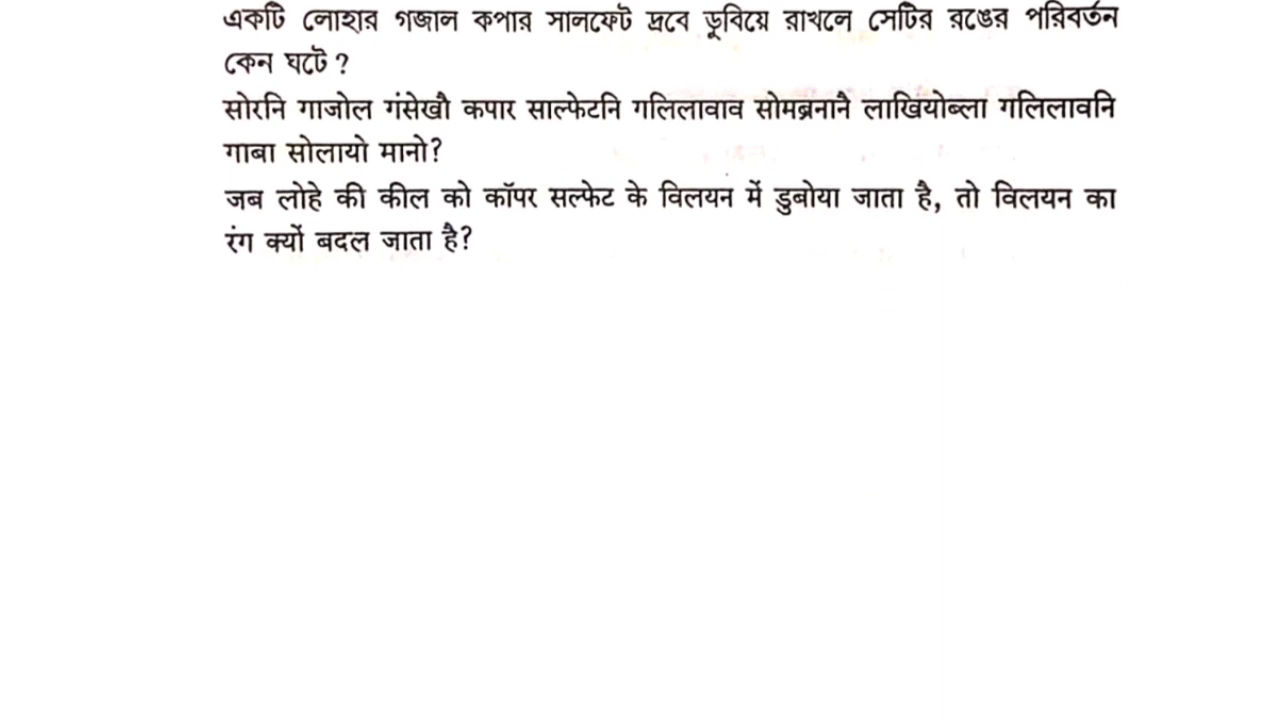 একটি লোহার গজাল কপার সালফেট দ্রবে ডুবিয়ে রাখলে সেটির রঙের পরিবর্তন
কেন ঘটে ?
सोरनि गाजोल गंसेखौ कपार साल्फेटनि गलिलावाव सोमब्रनानै लाखियोब्ला गलिलावनि
गाबा सोलायो मानो?
जब लोहे की कील को कॉपर सल्फेट के विलयन में डुबोया जाता है, तो विलयन का
रंग क्यों बदल जाता है?